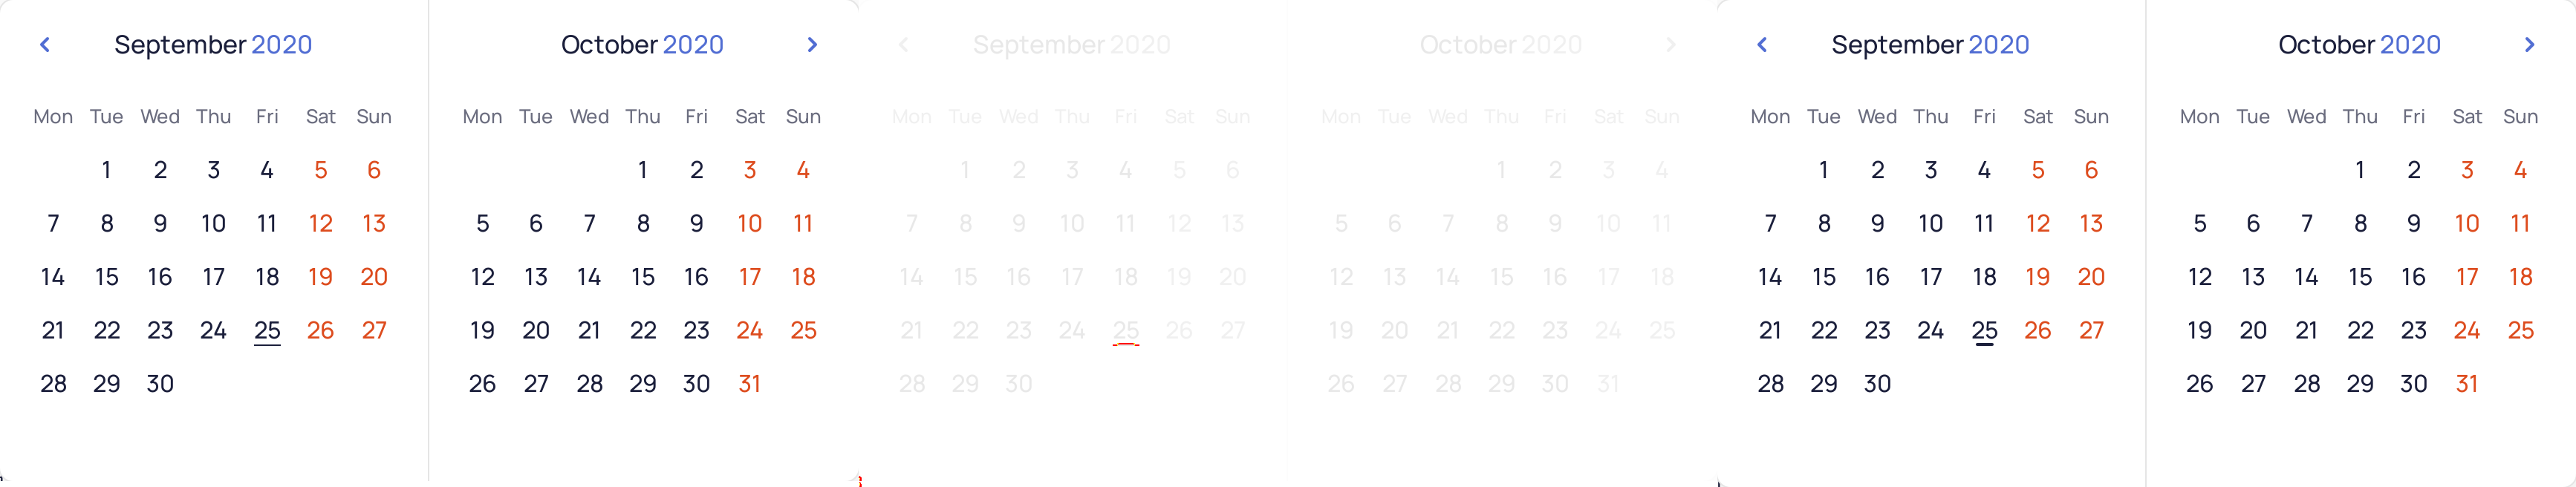 September 2020 October 2020 September 2020 October 2020 September 2020 October 2020
Mon Tue Wed Thu Fri Sat Sun Mon Tue Wed Thu Fri Sat Sun Mon Tue Wed Thu Fri Sat Sun Mon Tue Wed Thu Fri Sat Sun Mon Tue Wed Thu Fri Sat Sun Mon Tue Wed Thu Fri Sat Sun
1 2 3 4 5 6 1 2 3 4 1 2 3 4 5 6 1 2 3 4 1 2 3 4 5 6 1 2 3 4
7 8 9 10 11 12 13 5 6 7 8 9 10 11 7 8 9 10 11 12 13 5 6 7 8 9 10 11 7 8 9 10 11 12 13 5 6 7 8 9 10 11
14 15 16 17 18 19 20 12 13 14 15 16 17 18 14 15 16 17 18 19 20 12 13 14 15 16 17 18 14 15 16 17 18 19 20 12 13 14 15 16 17 18
21 22 23 24 25 26 27 19 20 21 22 23 24 25 21 22 23 24 25 26 27 19 20 21 22 23 24 25 21 22 23 24 25 26 27 19 20 21 22 23 24 25
28 29 30 26 27 28 29 30 31 28 29 30 26 27 28 29 30 31 28 29 30 26 27 28 29 30 31